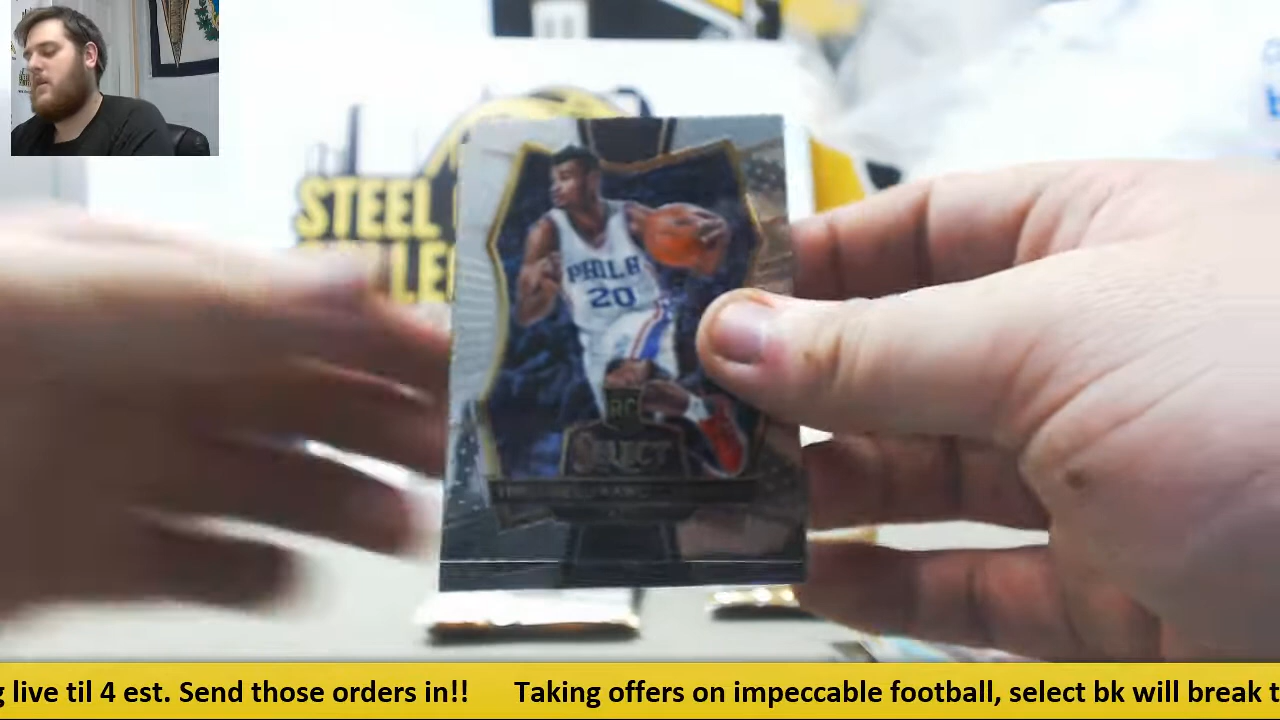 STEEL
LLE
PHILA
20
RC
SELECT
g live til 4 est. Send those orders in!! Taking offers on impeccable football, select bk will break t